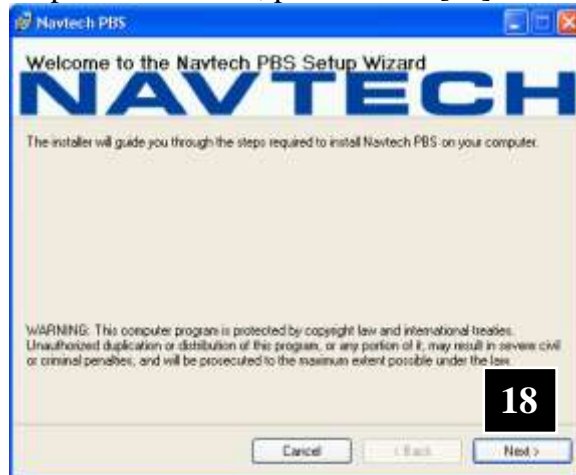 Navtech PBS
Welcome to the Navtech PBS Setup Wizard
NAVTECH
The installer will guide you through the steps required to install Navtech PBS on your computer.
WARNING: This computer program is protected by copyright law and international treaties.
Unauthorized duplication or distribution of this program, or any portion of it, may result in severe civil
or criminal penalties, and will be prosecuted to the maximum extent possible under the law.
18
Cancel < Back Next >